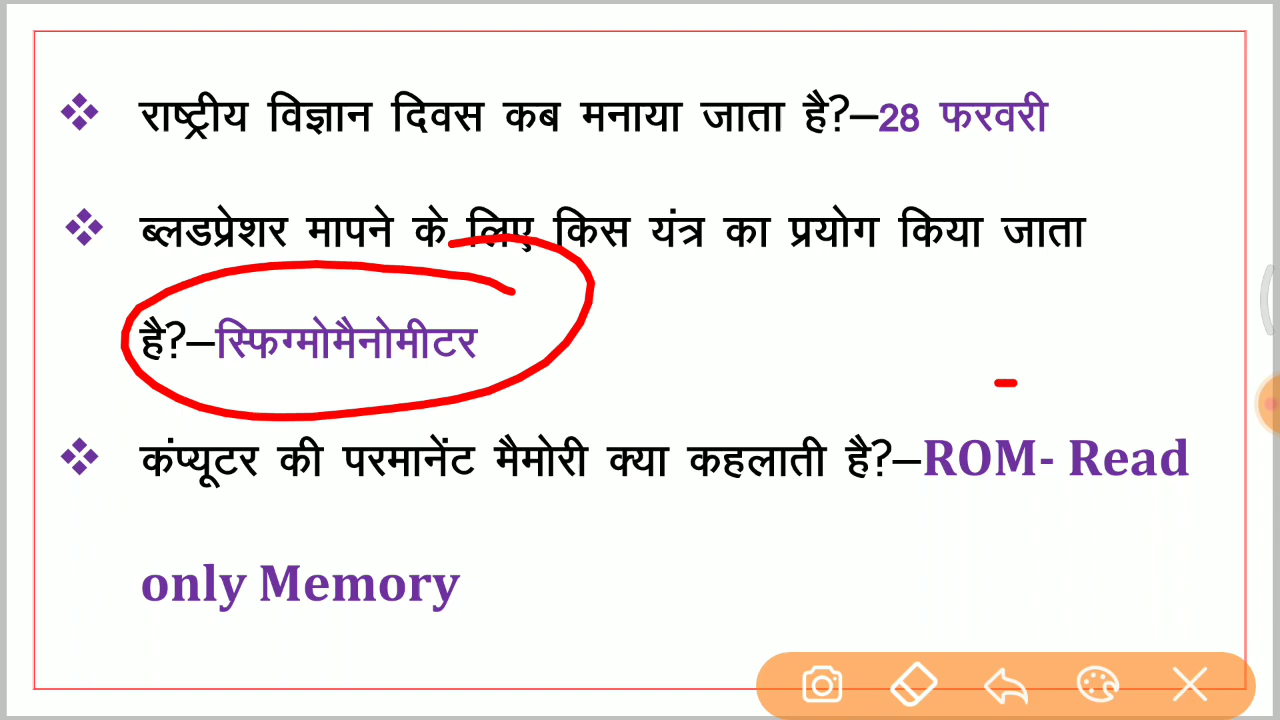 ❖ राष्ट्रीय विज्ञान दिवस कब मनाया जाता है?–28 फरवरी
❖ ब्लडप्रेशर मापने के लिए किस यंत्र का प्रयोग किया जाता
है?–स्फिग्मोमैनोमीटर
❖ कंप्यूटर की परमानेंट मैमोरी क्या कहलाती है?–ROM- Read
only Memory